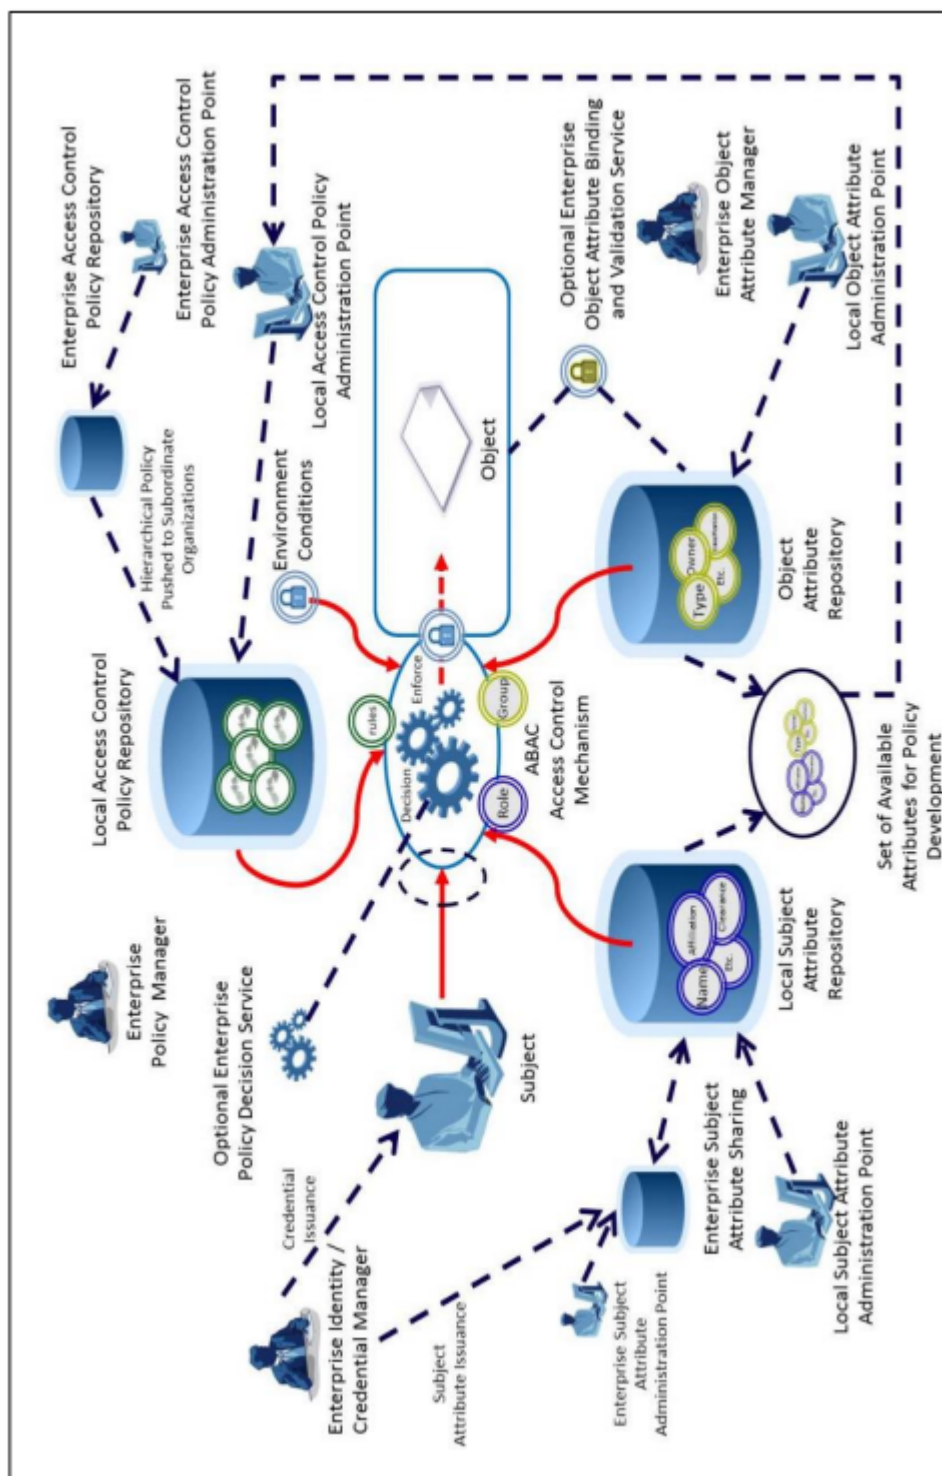 Enterprise Identity /
Credential Manager
Credential
Issuance
Subject
Attribute Issuance
Enterprise
Policy Manager
Optional Enterprise
Policy Decision Service
Local Access Control
Policy Repository
Enterprise Access Control
Policy Repository
Hierarchical Policy
Pushed to Subordinate
Organizations
Enterprise Access Control
Policy Administration Point
Local Access Control Policy
Administration Point
Environment
Conditions
rules
Decision
Enforce
Subject
Object
Role
Group
ABAC
Access Control
Mechanism
Optional Enterprise
Object Attribute Binding
and Validation Service
Enterprise Object
Attribute Manager
Enterprise Subject
Attribute
Administration Point
Enterprise Subject
Attribute Sharing
Name
Affiliation
Etc.
Clearance
Local Subject
Attribute
Repository
Type
Owner
Etc.
Object
Attribute
Repository
Local Object Attribute
Administration Point
Local Subject Attribute
Administration Point
Set of Available
Attributes for Policy
Development